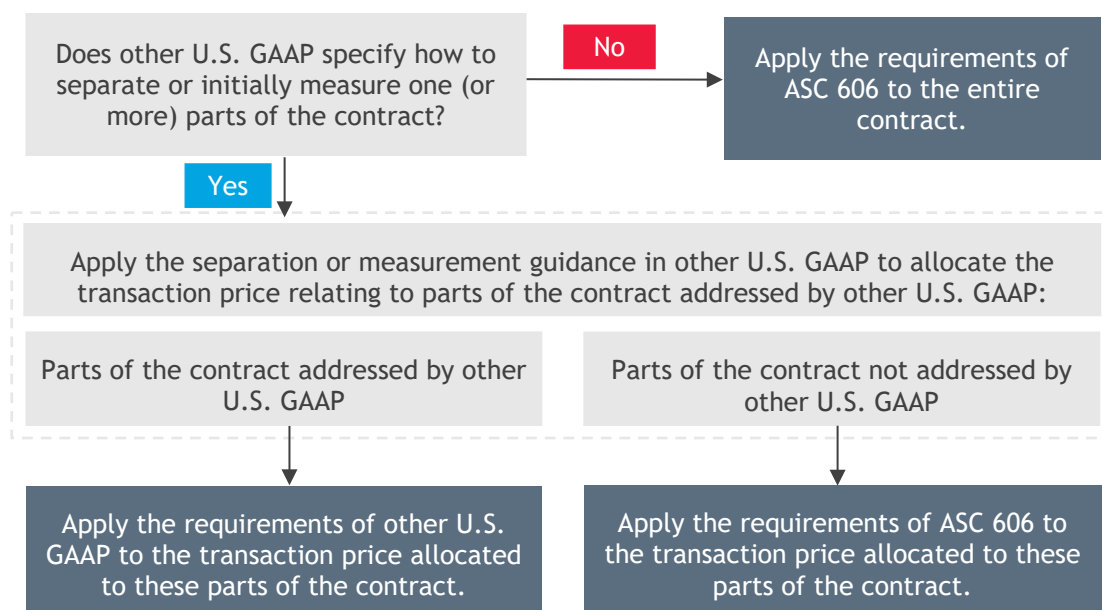 Does other U.S. GAAP specify how to
separate or initially measure one (or
more) parts of the contract?
No
Apply the requirements of
ASC 606 to the entire
contract.
Yes
Apply the separation or measurement guidance in other U.S. GAAP to allocate the
transaction price relating to parts of the contract addressed by other U.S. GAAP:
Parts of the contract addressed by other
U.S. GAAP
Parts of the contract not addressed by
other U.S. GAAP
Apply the requirements of other U.S.
GAAP to the transaction price allocated
to these parts of the contract.
Apply the requirements of ASC 606 to
the transaction price allocated to these
parts of the contract.